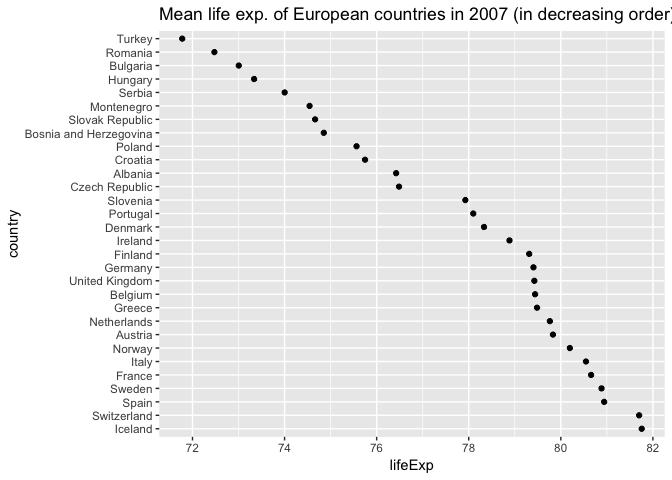 Mean life exp. of European countries in 2007 (in decreasing order)
Turkey
Romania
Bulgaria
Hungary
Serbia
Montenegro
Slovak Republic
Bosnia and Herzegovina
Poland
Croatia
Albania
Czech Republic
Slovenia
Portugal
Denmark
Ireland
Finland
Germany
United Kingdom
Belgium
Greece
Netherlands
Austria
Norway
Italy
France
Sweden
Spain
Switzerland
Iceland
country
72 74 76 78 80 82
lifeExp